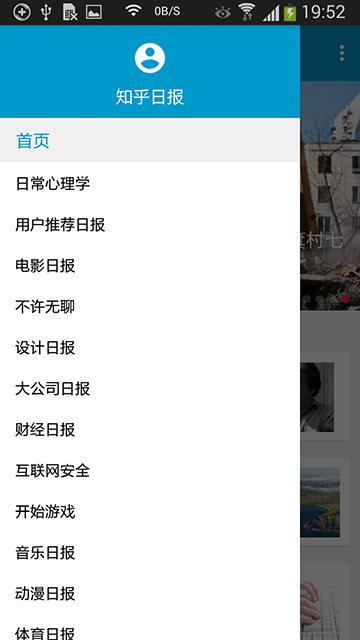 0B/S
19:52
知乎日报
首页
日常心理学
用户推荐日报
电影日报
不许无聊
设计日报
大公司日报
财经日报
互联网安全
开始游戏
音乐日报
动漫日报
体育日报
村七